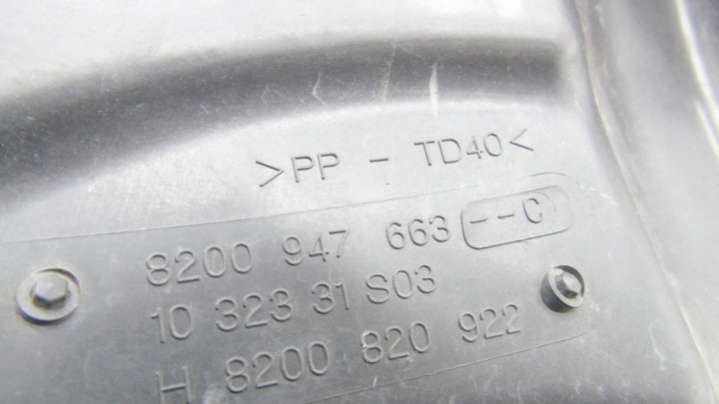 >PP - TD40<
8200 947 663 --C
10 323 31 S03
H 8200 820 922